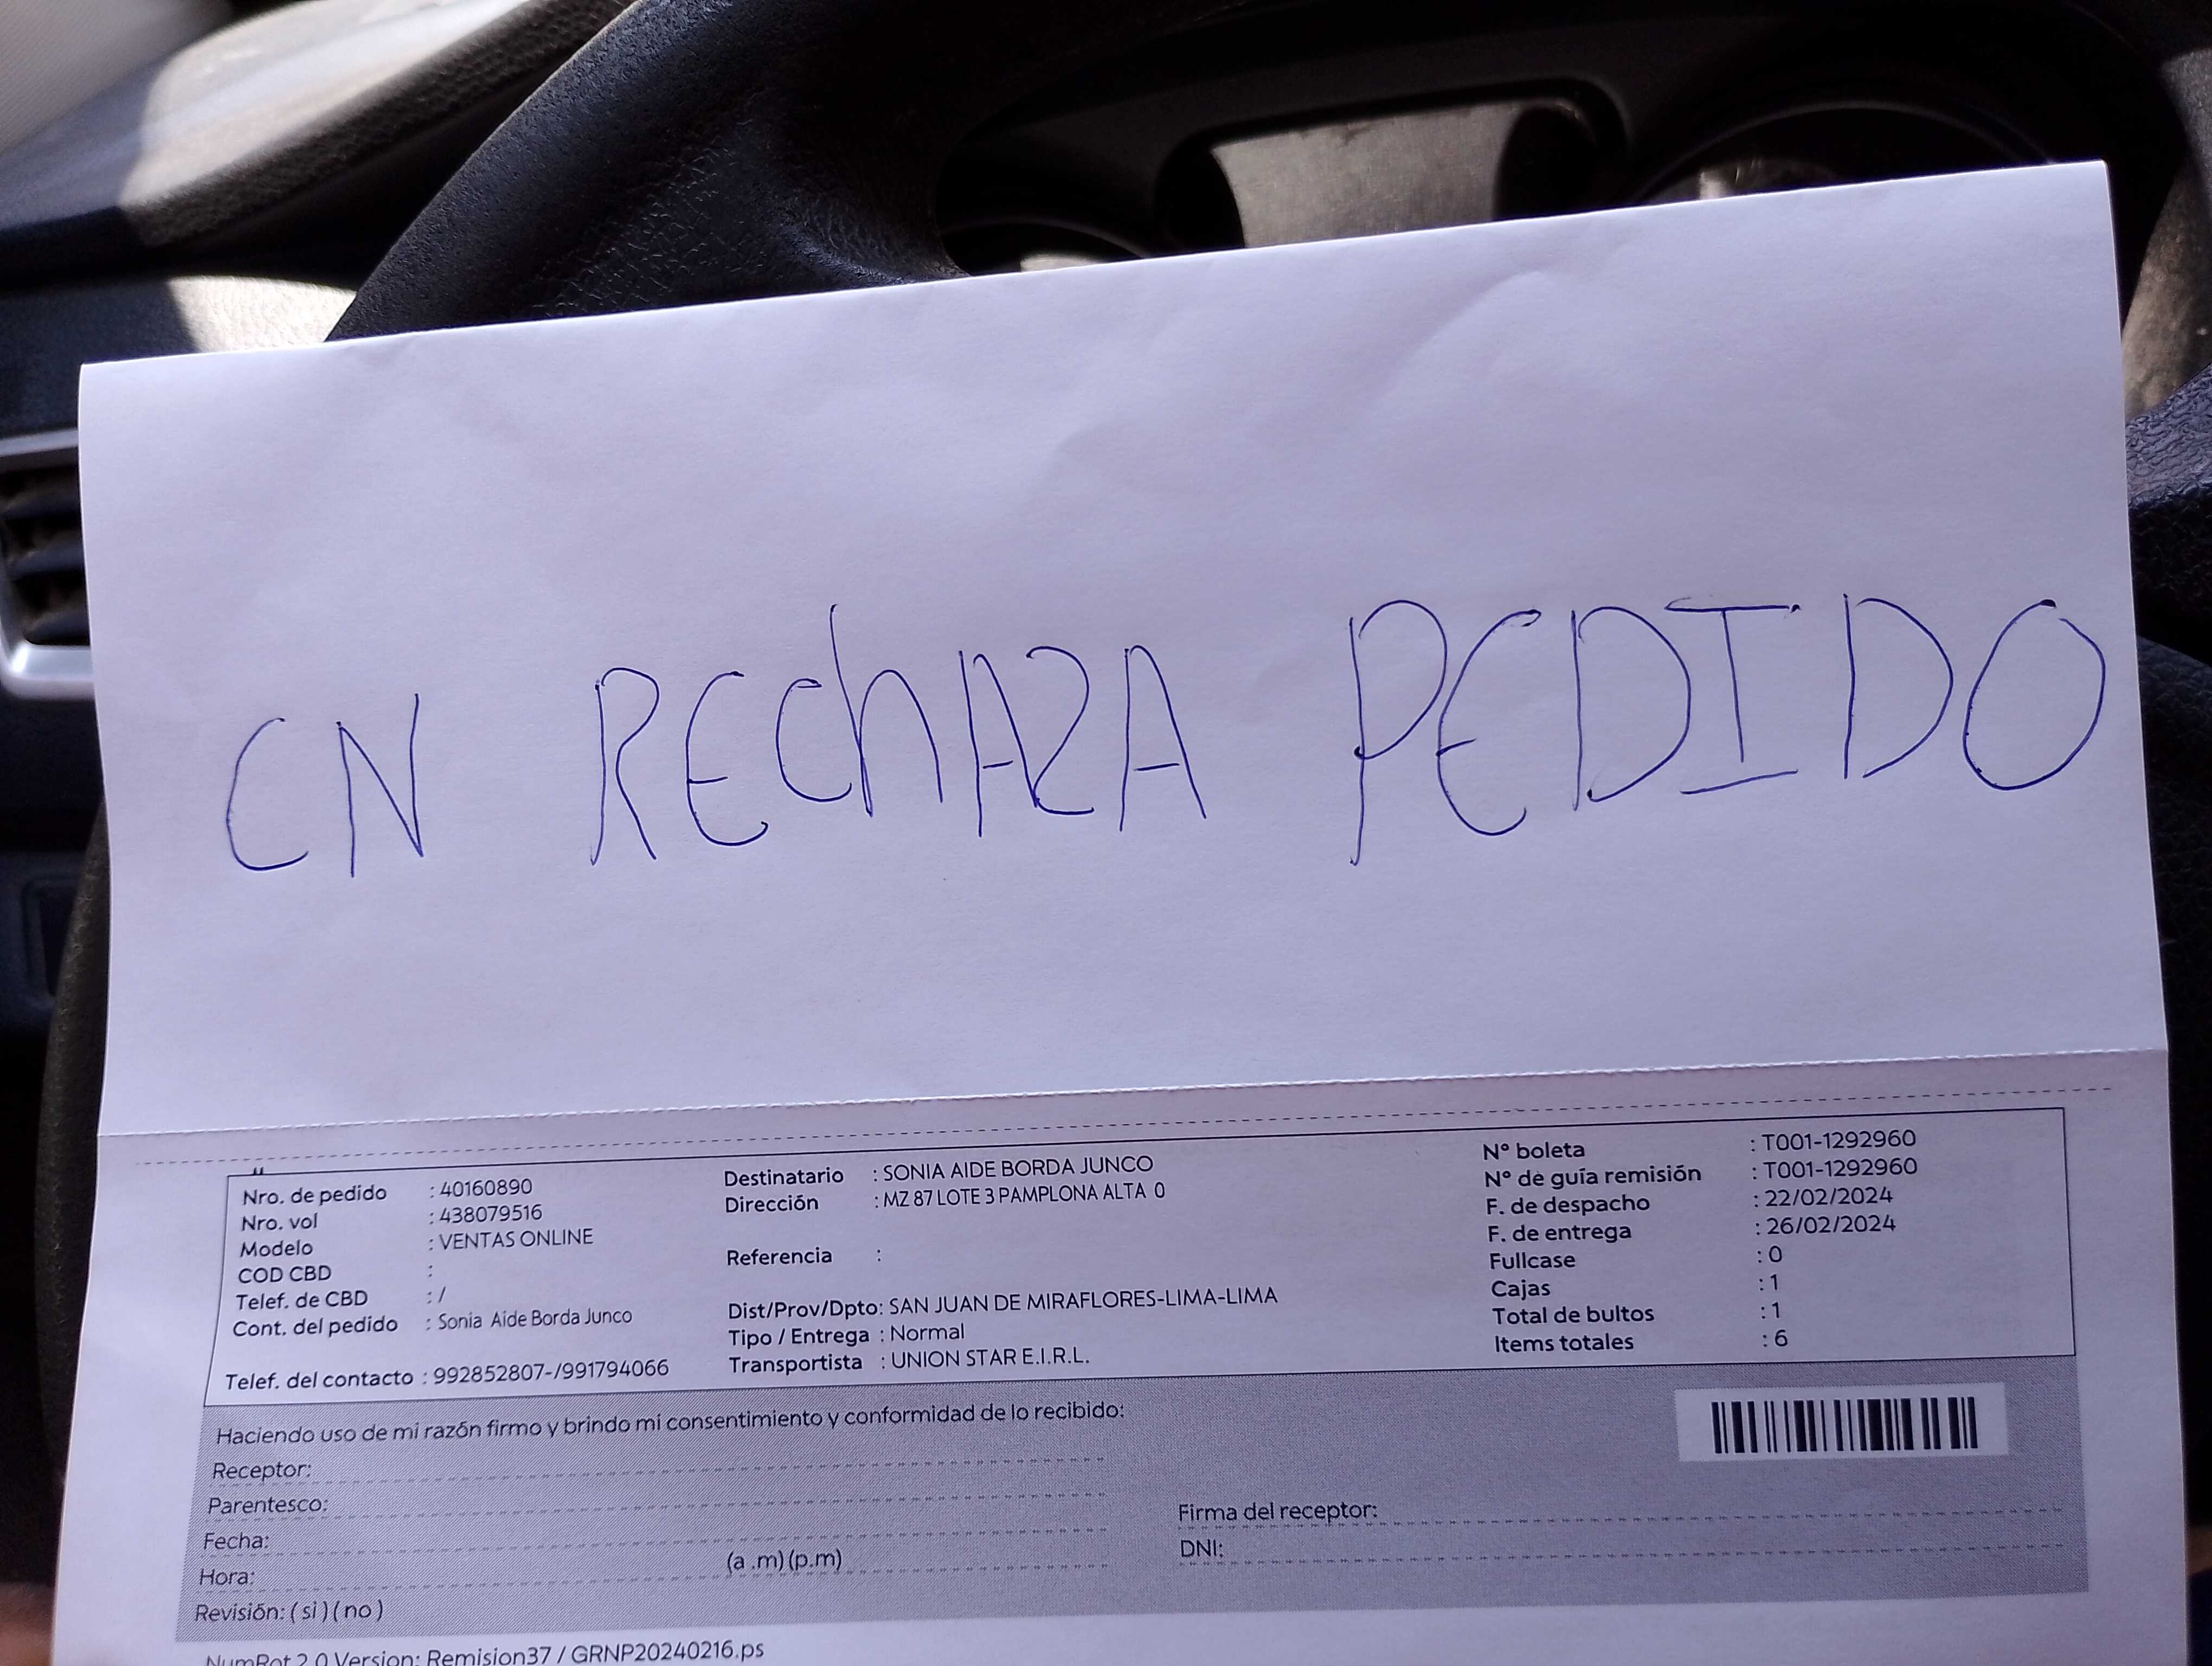 CN RECHAZA PEDIDO
Nro. de pedido : 40160890
Nro. vol : 438079516
Modelo : VENTAS ONLINE
COD CBD :
Telef. de CBD : /
Cont. del pedido : Sonia Aide Borda Junco
Telef. del contacto : 992852807-/991794066
Destinatario : SONIA AIDE BORDA JUNCO
Dirección : MZ 87 LOTE 3 PAMPLONA ALTA 0
Referencia :
Dist/Prov/Dpto: SAN JUAN DE MIRAFLORES-LIMA-LIMA
Tipo / Entrega : Normal
Transportista : UNION STAR E.I.R.L.
Nº boleta : T001-1292960
Nº de guía remisión : T001-1292960
F. de despacho : 22/02/2024
F. de entrega : 26/02/2024
Fullcase : 0
Cajas : 1
Total de bultos : 1
Items totales : 6
Haciendo uso de mi razón firmo y brindo mi consentimiento y conformidad de lo recibido:
Receptor:
Parentesco:
Fecha:
Hora: (a .m) (p.m)
Revisión: ( si ) ( no )
Firma del receptor:
DNI:
NumRot 2.0 Version: Remision37 / GRNP20240216.ps